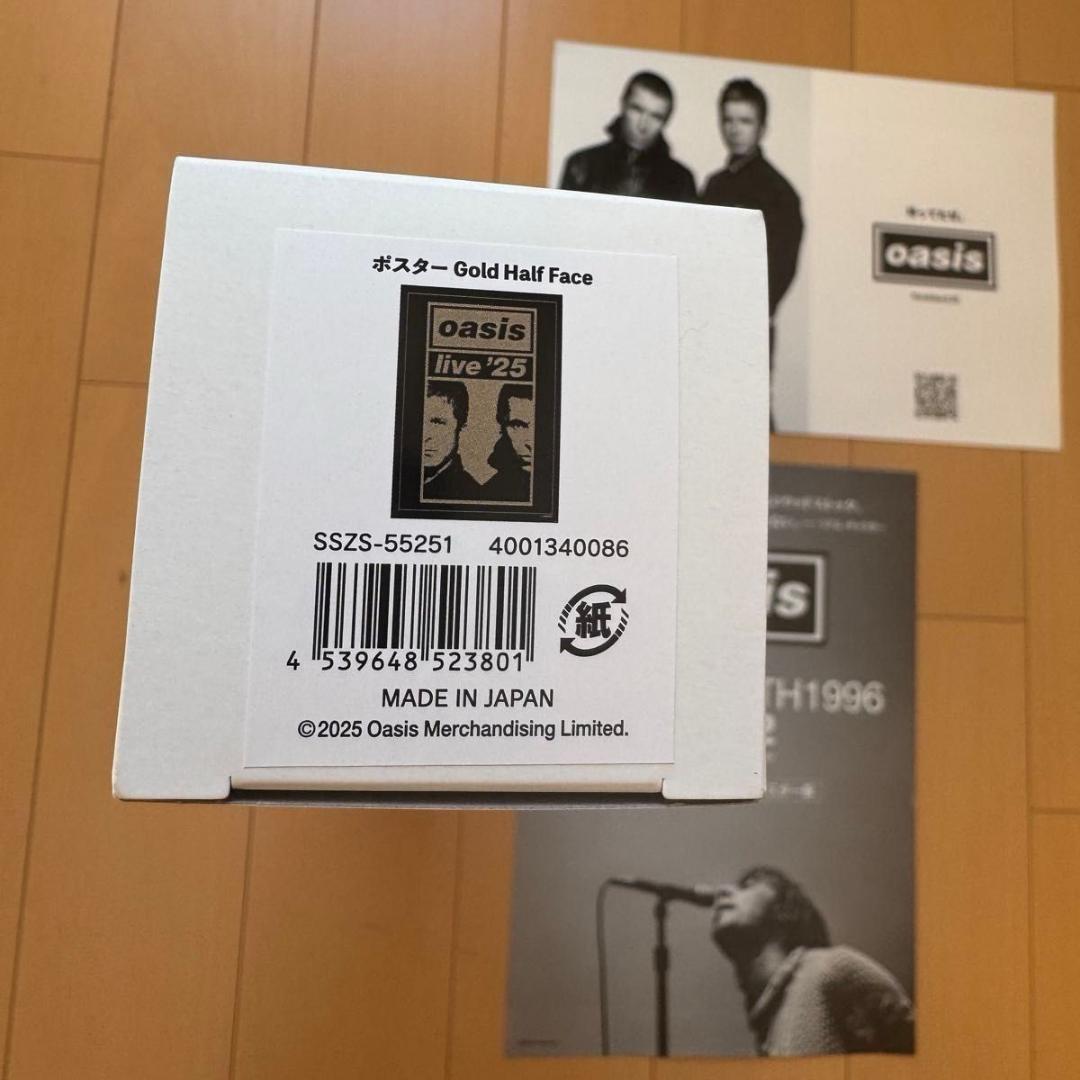 ポスター Gold Half Face
oasis
live '25
SSZS-55251 4001340086
紙
4 539648 523801
MADE IN JAPAN
©2025 Oasis Merchandising Limited.
oasis
is
TH1996